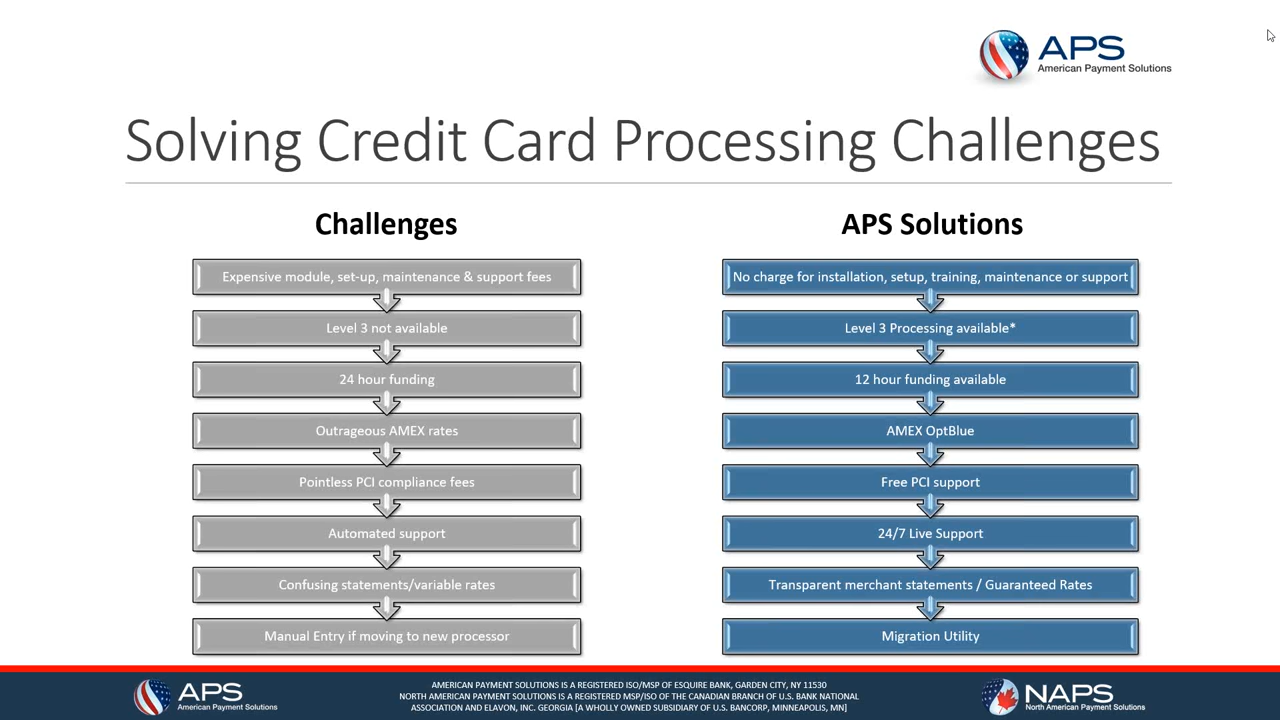 APS
American Payment Solutions
Solving Credit Card Processing Challenges
Challenges
Expensive module, set-up, maintenance & support fees
Level 3 not available
24 hour funding
Outrageous AMEX rates
Pointless PCI compliance fees
Automated support
Confusing statements/variable rates
Manual Entry if moving to new processor
APS Solutions
No charge for installation, setup, training, maintenance or support
Level 3 Processing available*
12 hour funding available
AMEX OptBlue
Free PCI support
24/7 Live Support
Transparent merchant statements / Guaranteed Rates
Migration Utility
APS
American Payment Solutions
AMERICAN PAYMENT SOLUTIONS IS A REGISTERED ISO/MSP OF ESQUIRE BANK, GARDEN CITY, NY 11530
NORTH AMERICAN PAYMENT SOLUTIONS IS A REGISTERED MSP/ISO OF THE CANADIAN BRANCH OF U.S. BANK NATIONAL
ASSOCIATION AND ELAVON, INC. GEORGIA [A WHOLLY OWNED SUBSIDIARY OF U.S. BANCORP, MINNEAPOLIS, MN]
NAPS
North American Payment Solutions